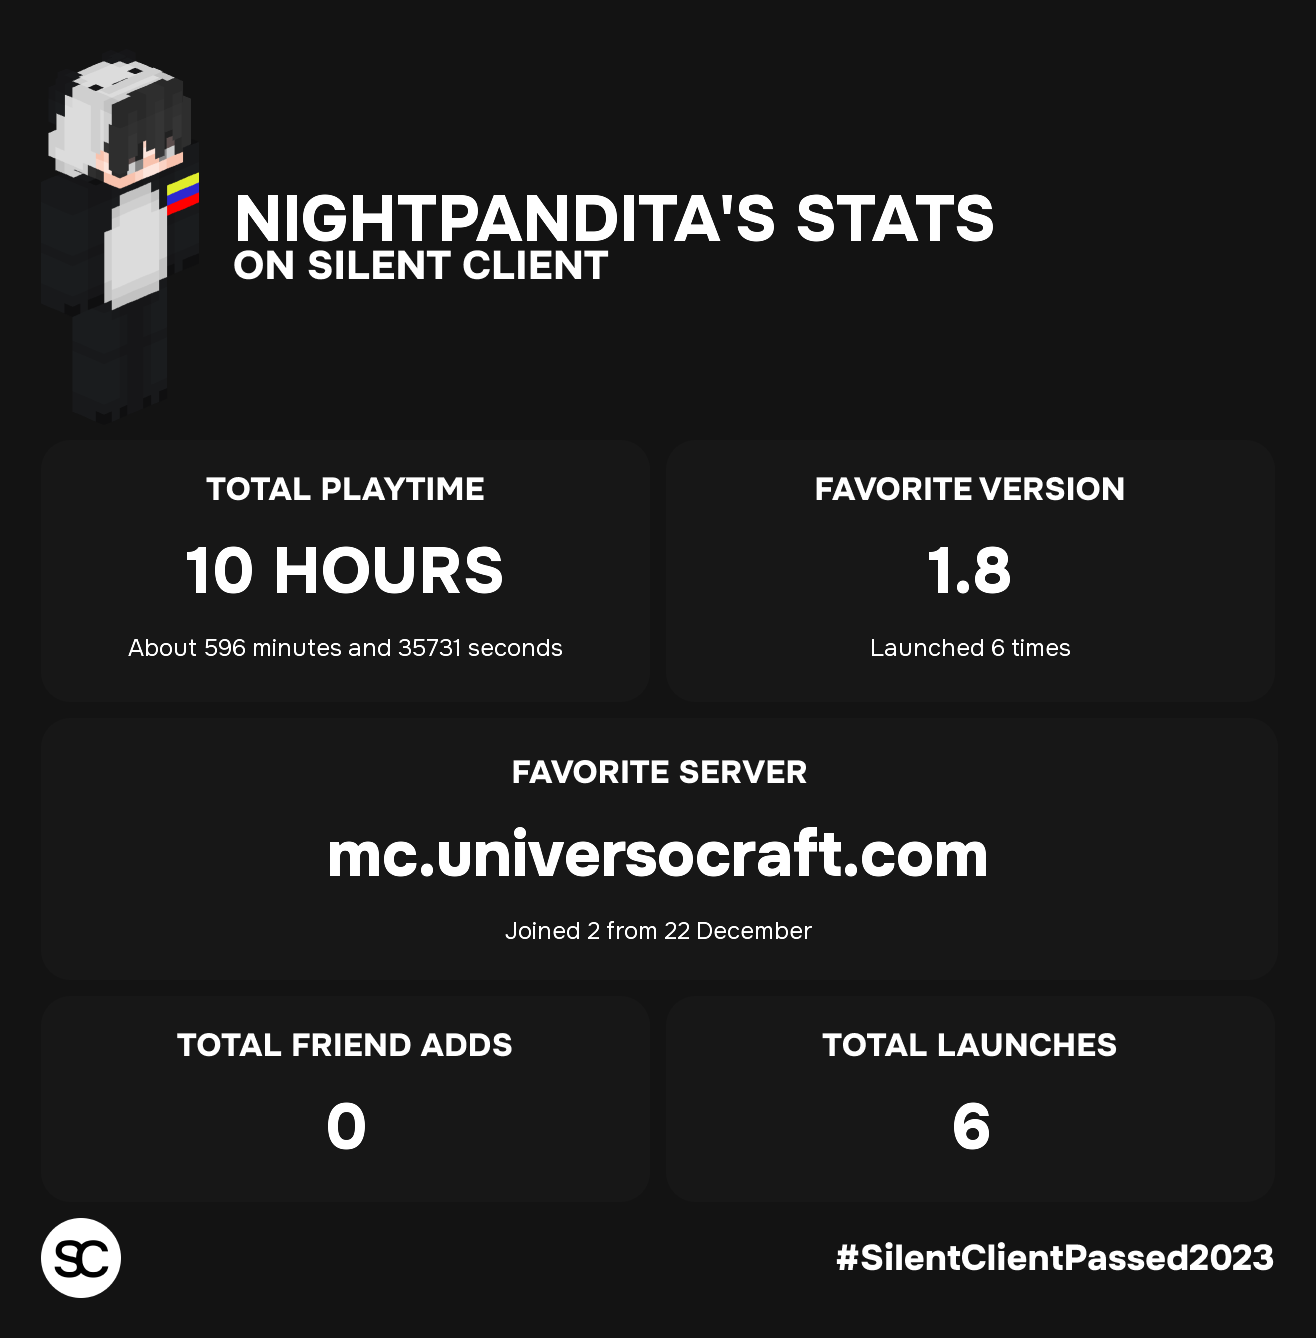 NIGHTPANDITA'S STATS
ON SILENT CLIENT
TOTAL PLAYTIME
10 HOURS
About 596 minutes and 35731 seconds
FAVORITE VERSION
1.8
Launched 6 times
FAVORITE SERVER
mc.universocraft.com
Joined 2 from 22 December
TOTAL FRIEND ADDS
0
TOTAL LAUNCHES
6
SC
#SilentClientPassed2023